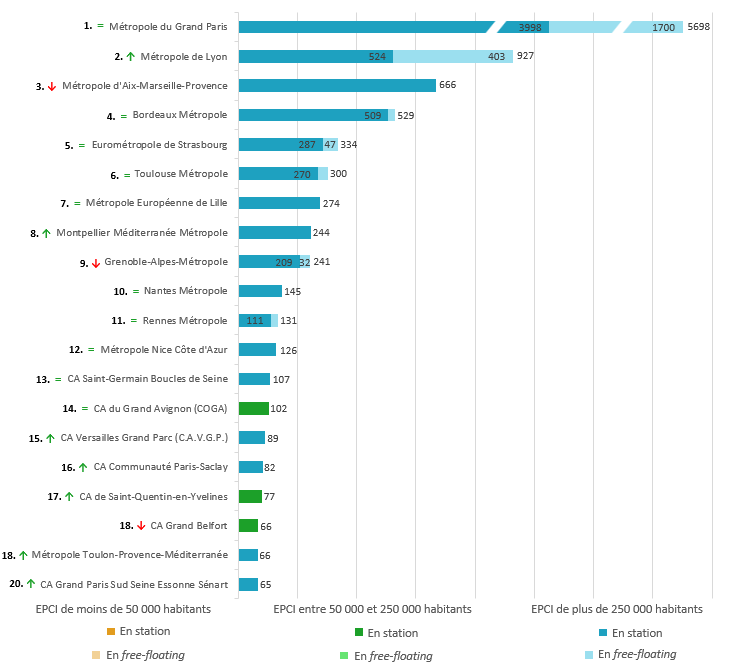 1. = Métropole du Grand Paris 3998 1700 5698
2. ↑ Métropole de Lyon 524 403 927
3. ↓ Métropole d'Aix-Marseille-Provence 666
4. = Bordeaux Métropole 509 529
5. = Eurométropole de Strasbourg 287 47 334
6. = Toulouse Métropole 270 300
7. = Métropole Européenne de Lille 274
8. ↑ Montpellier Méditerranée Métropole 244
9. ↓ Grenoble-Alpes-Métropole 209 32 241
10. = Nantes Métropole 145
11. = Rennes Métropole 111 131
12. = Métropole Nice Côte d'Azur 126
13. = CA Saint-Germain Boucles de Seine 107
14. = CA du Grand Avignon (COGA) 102
15. ↑ CA Versailles Grand Parc (C.A.V.G.P.) 89
16. ↑ CA Communauté Paris-Saclay 82
17. ↑ CA de Saint-Quentin-en-Yvelines 77
18. ↓ CA Grand Belfort 66
18. ↑ Métropole Toulon-Provence-Méditerranée 66
20. ↑ CA Grand Paris Sud Seine Essonne Sénart 65
EPCI de moins de 50 000 habitants EPCI entre 50 000 et 250 000 habitants EPCI de plus de 250 000 habitants
En station En station En station
En free-floating En free-floating En free-floating